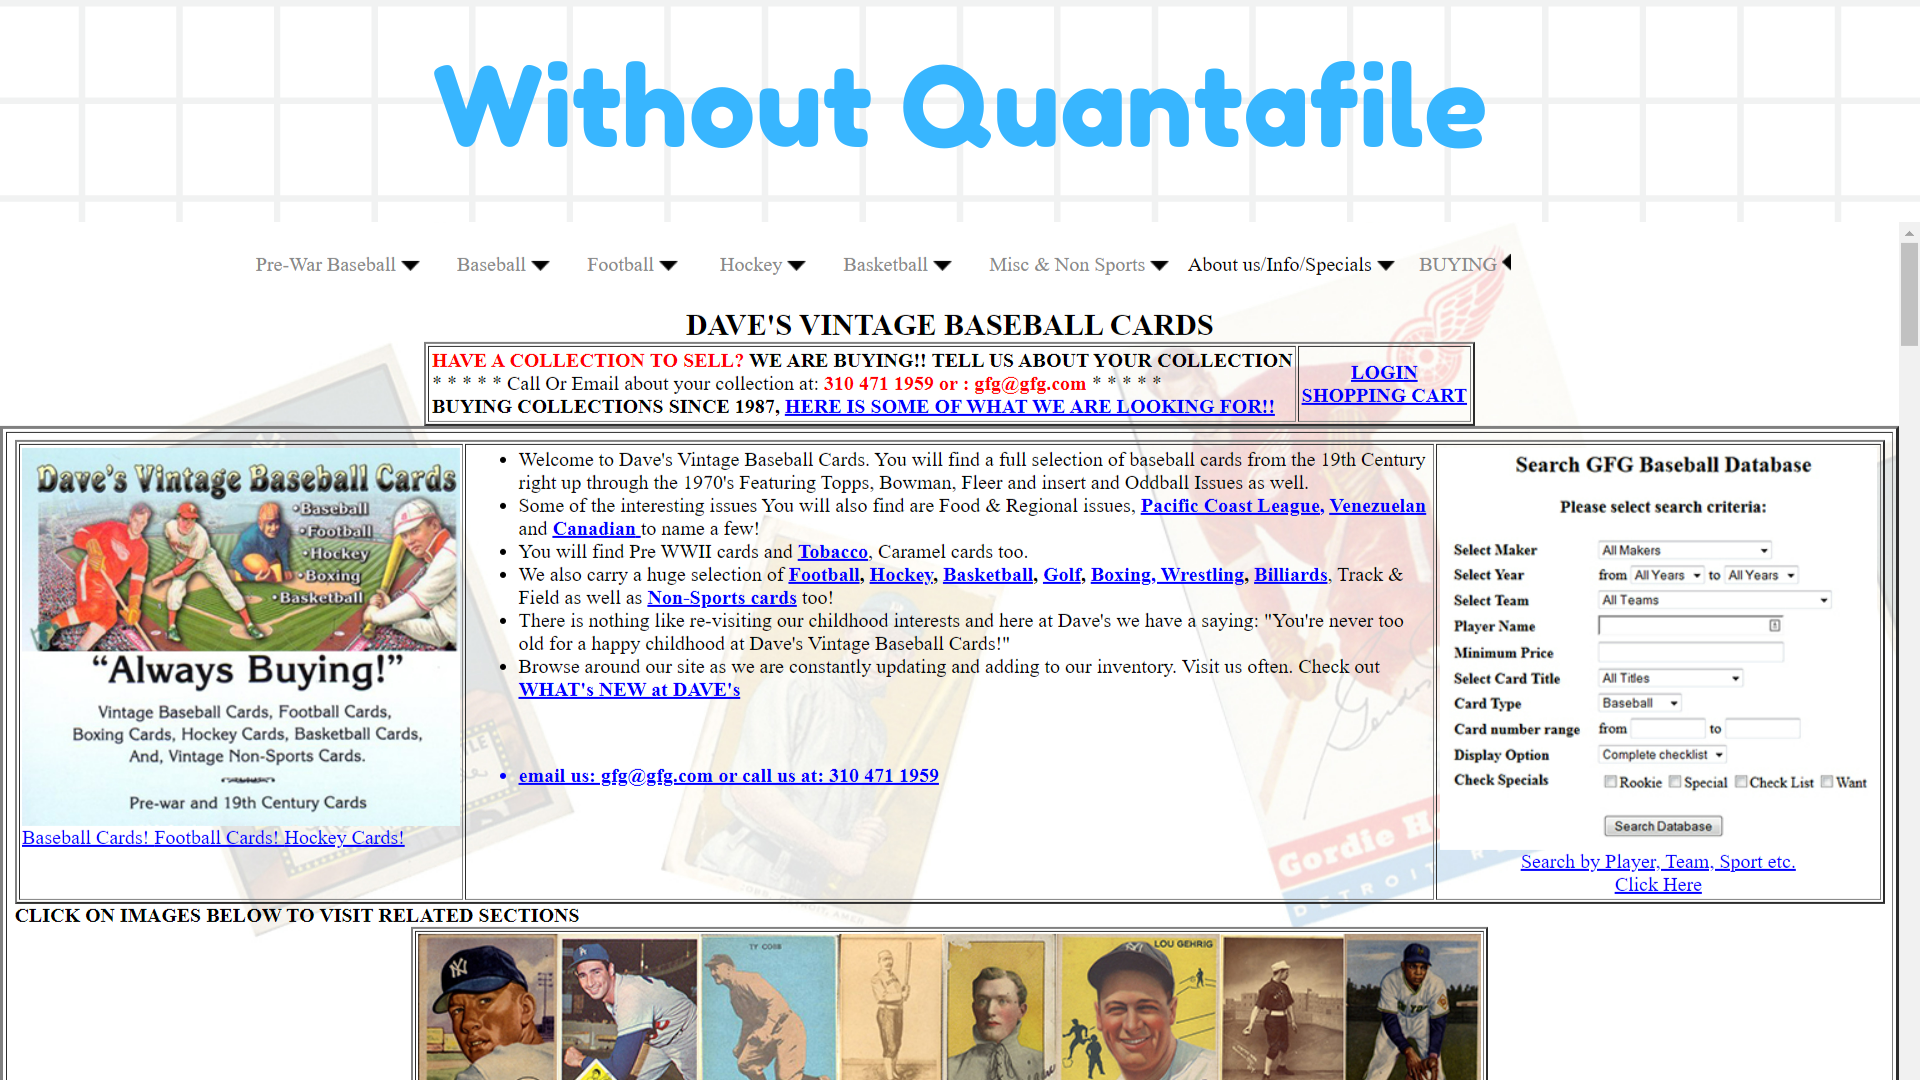 Without Quantafile
Pre-War Baseball
Baseball
Football
Hockey
Basketball
Misc & Non Sports
About us/Info/Specials
BUYING
DAVE'S VINTAGE BASEBALL CARDS
HAVE A COLLECTION TO SELL? WE ARE BUYING!! TELL US ABOUT YOUR COLLECTION
* * * * * Call Or Email about your collection at: 310 471 1959 or : gfg@gfg.com * * * * *
BUYING COLLECTIONS SINCE 1987, HERE IS SOME OF WHAT WE ARE LOOKING FOR!!
LOGIN
SHOPPING CART
Dave's Vintage Baseball Cards
•Baseball
•Football
•Hockey
•Boxing
•Basketball
“Always Buying!”
Vintage Baseball Cards, Football Cards,
Boxing Cards, Hockey Cards, Basketball Cards,
And, Vintage Non-Sports Cards.
Pre-war and 19th Century Cards
Baseball Cards! Football Cards! Hockey Cards!
• Welcome to Dave's Vintage Baseball Cards. You will find a full selection of baseball cards from the 19th Century
right up through the 1970's Featuring Topps, Bowman, Fleer and insert and Oddball Issues as well.
• Some of the interesting issues You will also find are Food & Regional issues, Pacific Coast League, Venezuelan
and Canadian to name a few!
• You will find Pre WWII cards and Tobacco, Caramel cards too.
• We also carry a huge selection of Football, Hockey, Basketball, Golf, Boxing, Wrestling, Billiards, Track &
Field as well as Non-Sports cards too!
• There is nothing like re-visiting our childhood interests and here at Dave's we have a saying: "You're never too
old for a happy childhood at Dave's Vintage Baseball Cards!"
• Browse around our site as we are constantly updating and adding to our inventory. Visit us often. Check out
WHAT's NEW at DAVE's
• email us: gfg@gfg.com or call us at: 310 471 1959
Search GFG Baseball Database
Please select search criteria:
Select Maker All Makers
Select Year from All Years to All Years
Select Team All Teams
Player Name
Minimum Price
Select Card Title All Titles
Card Type Baseball
Card number range from to
Display Option Complete checklist
Check Specials Rookie Special Check List Want
Search Database
Search by Player, Team, Sport etc.
Click Here
Gordie H
DETROIT R
CLICK ON IMAGES BELOW TO VISIT RELATED SECTIONS
TY COBB
LOU GEHRIG